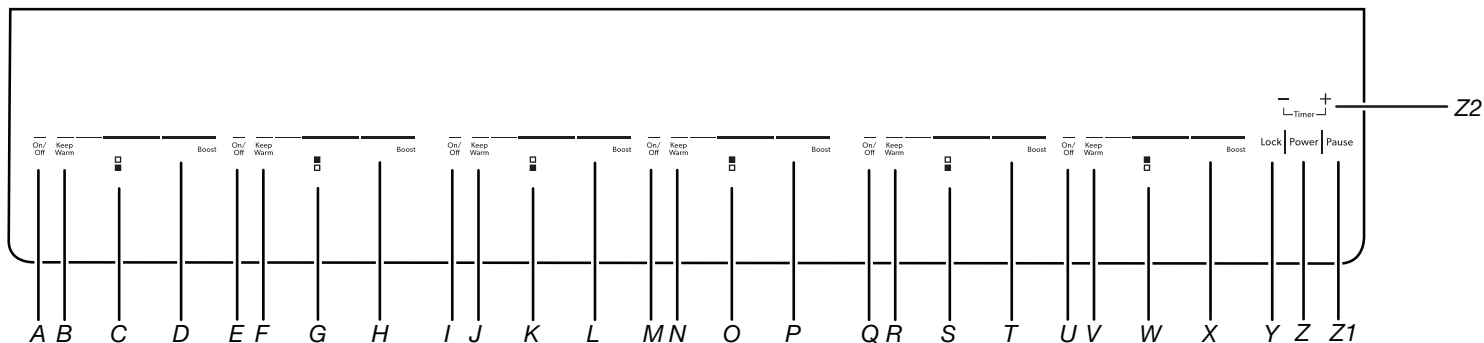 − +
Timer
Z2
On/ Keep On/ Keep On/ Keep On/ Keep On/ Keep On/ Keep
Off Warm Boost Off Warm Boost Off Warm Boost Off Warm Boost Off Warm Boost Off Warm Boost
Lock Power Pause
A B C D E F G H I J K L M N O P Q R S T U V W X Y Z Z1